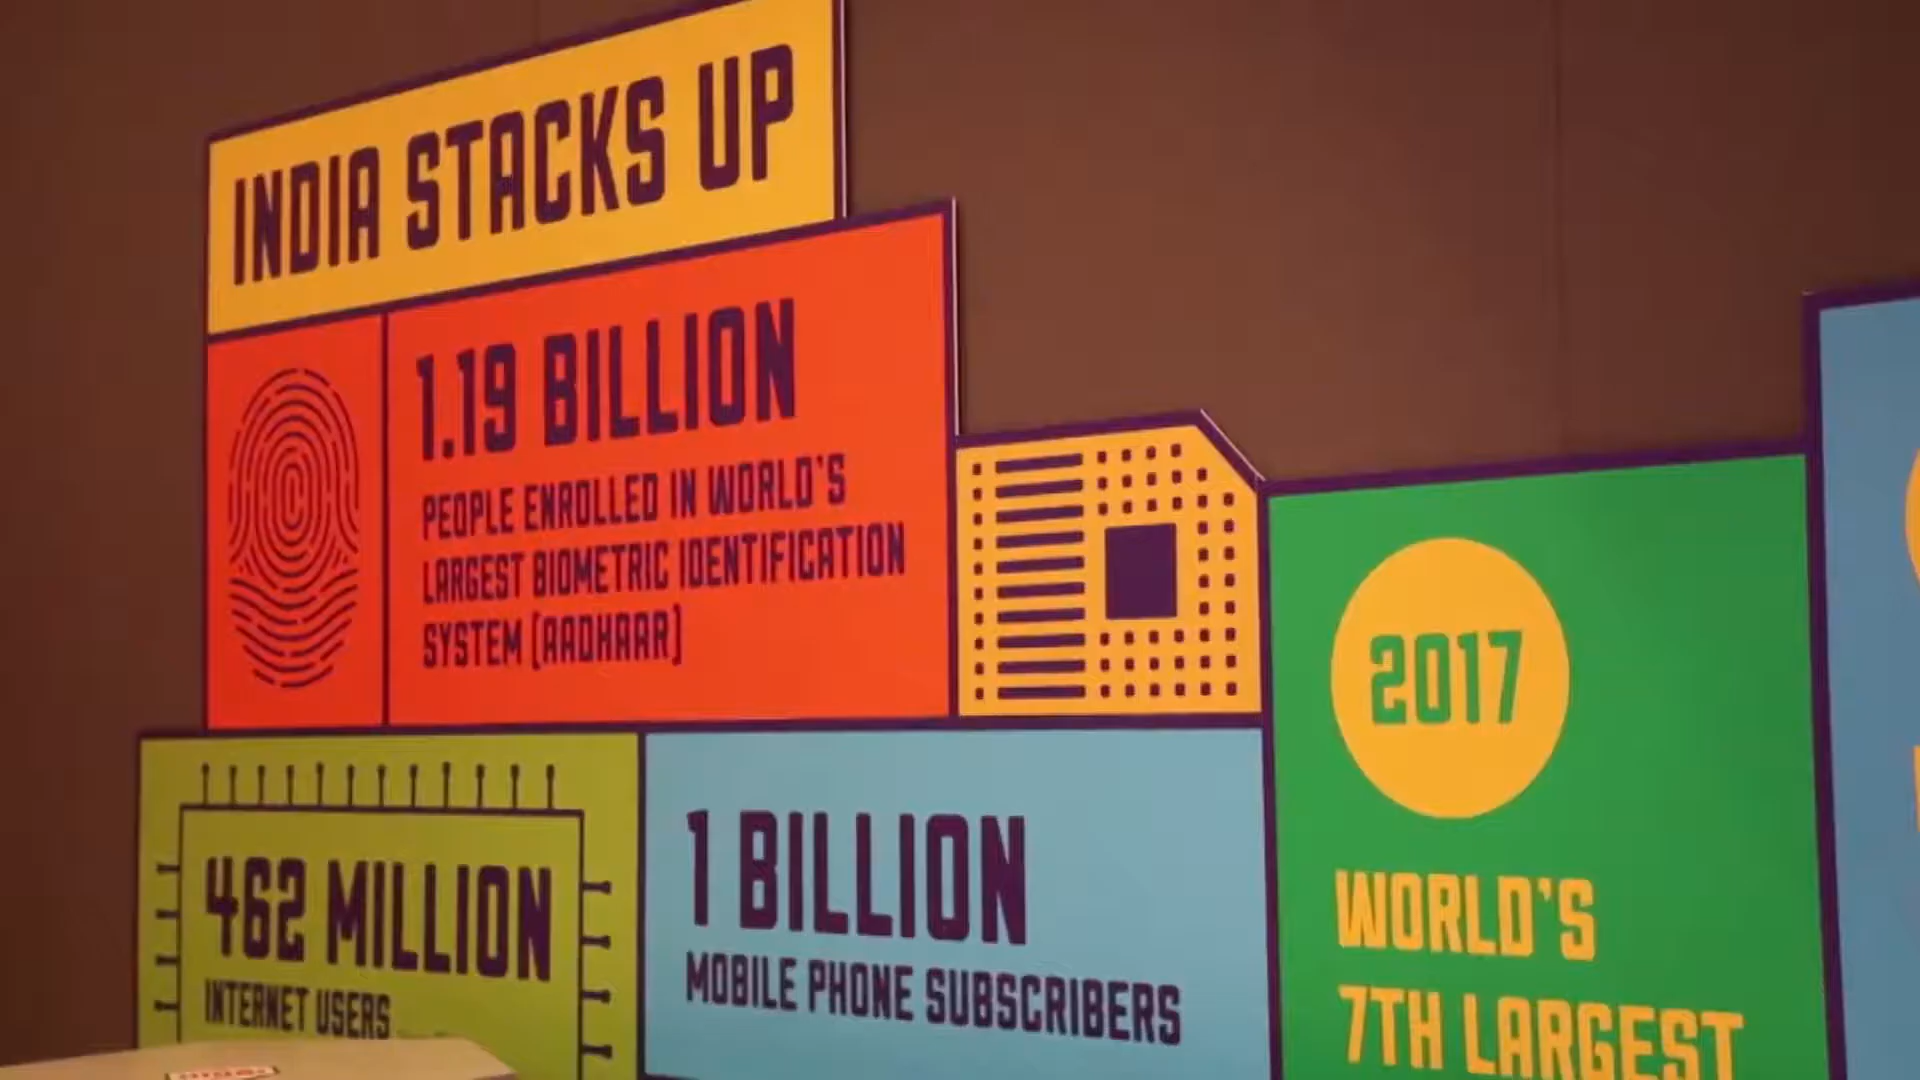 INDIA STACKS UP
1.19 BILLION
PEOPLE ENROLLED IN WORLD'S
LARGEST BIOMETRIC IDENTIFICATION
SYSTEM (AADHAAR)
462 MILLION
INTERNET USERS
1 BILLION
MOBILE PHONE SUBSCRIBERS
2017
WORLD'S
7TH LARGEST